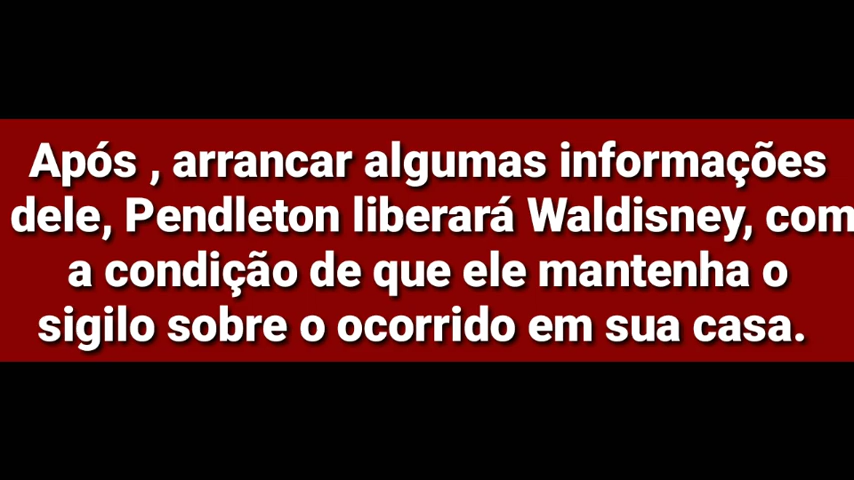 Após , arrancar algumas informações
dele, Pendleton liberará Waldisney, com
a condição de que ele mantenha o
sigilo sobre o ocorrido em sua casa.